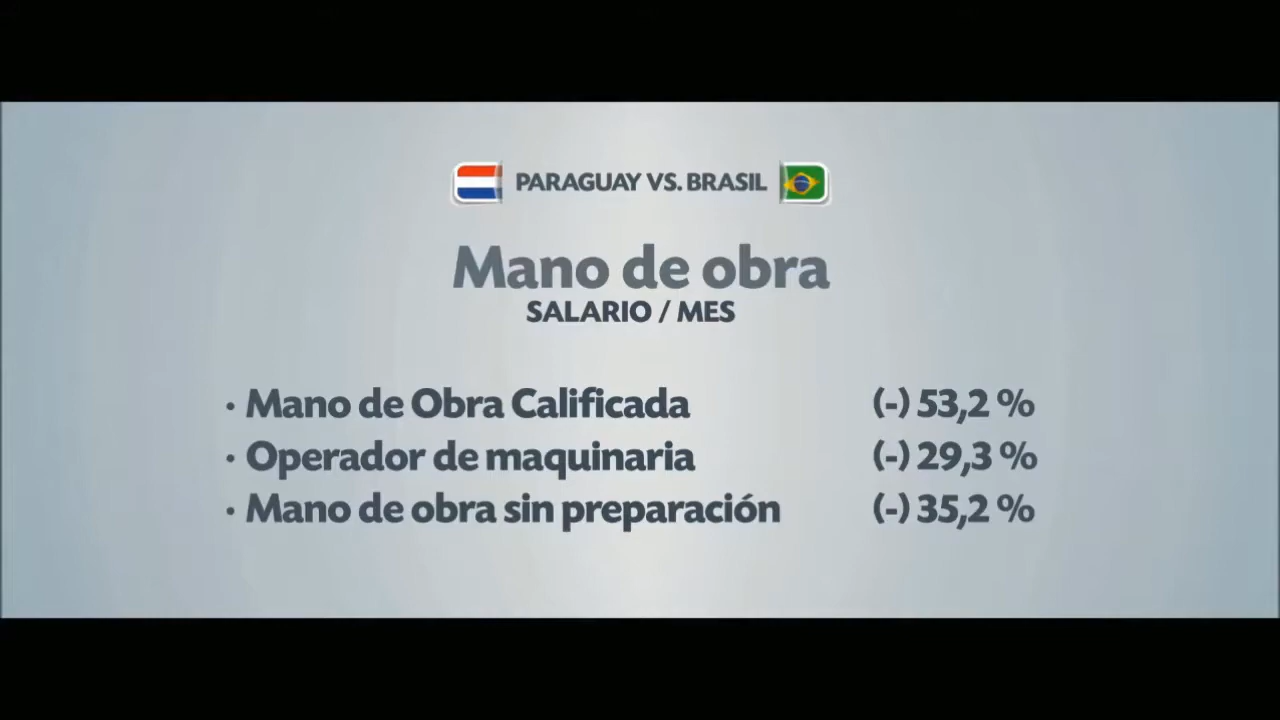 PARAGUAY VS. BRASIL
Mano de obra
SALARIO / MES
· Mano de Obra Calificada (-) 53,2 %
· Operador de maquinaria (-) 29,3 %
· Mano de obra sin preparación (-) 35,2 %